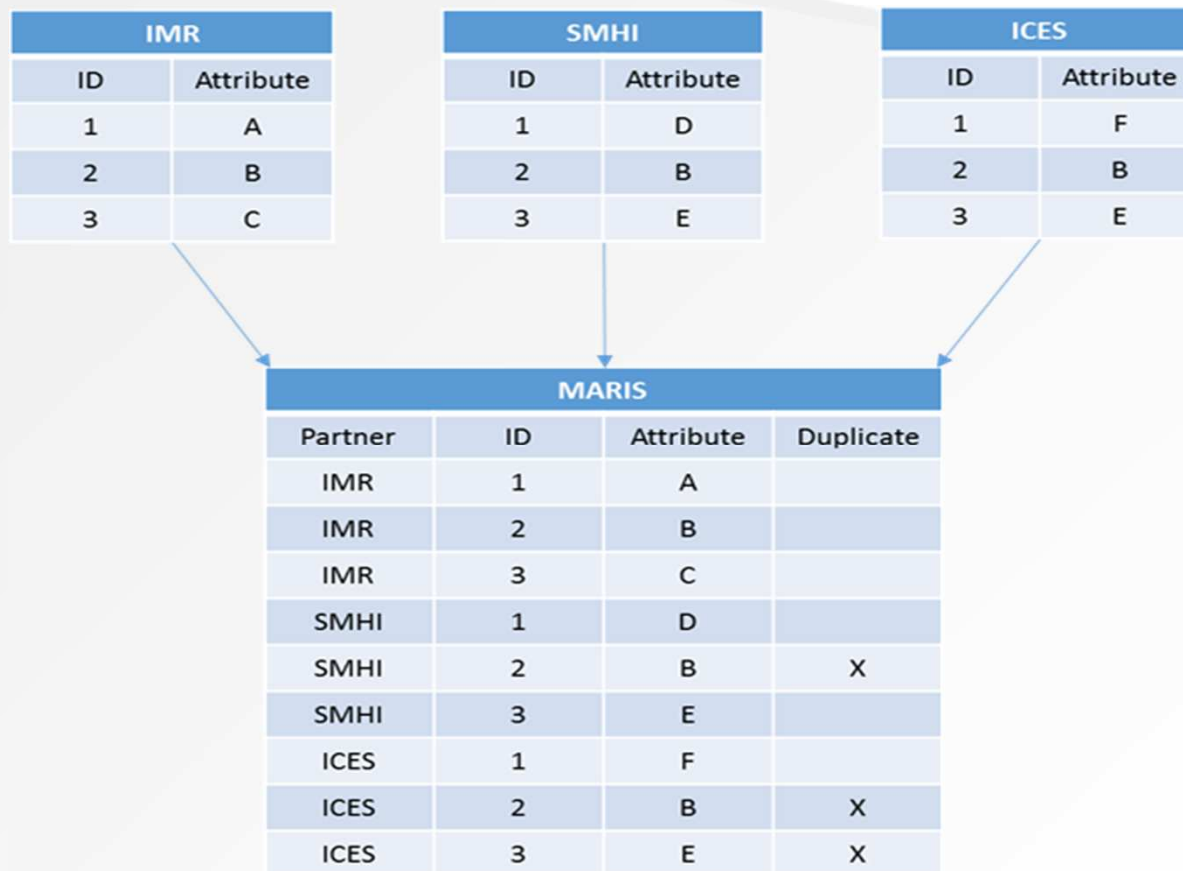 IMR
ID Attribute
1 A
2 B
3 C
SMHI
ID Attribute
1 D
2 B
3 E
ICES
ID Attribute
1 F
2 B
3 E
MARIS
Partner ID Attribute Duplicate
IMR 1 A
IMR 2 B
IMR 3 C
SMHI 1 D
SMHI 2 B X
SMHI 3 E
ICES 1 F
ICES 2 B X
ICES 3 E X